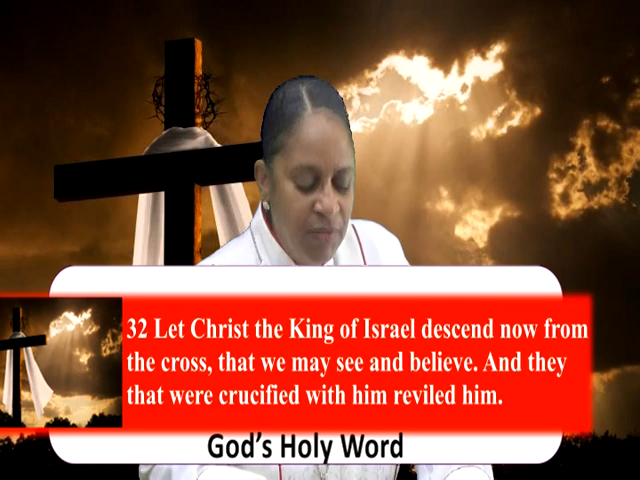 32 Let Christ the King of Israel descend now from
the cross, that we may see and believe. And they
that were crucified with him reviled him.
God's Holy Word